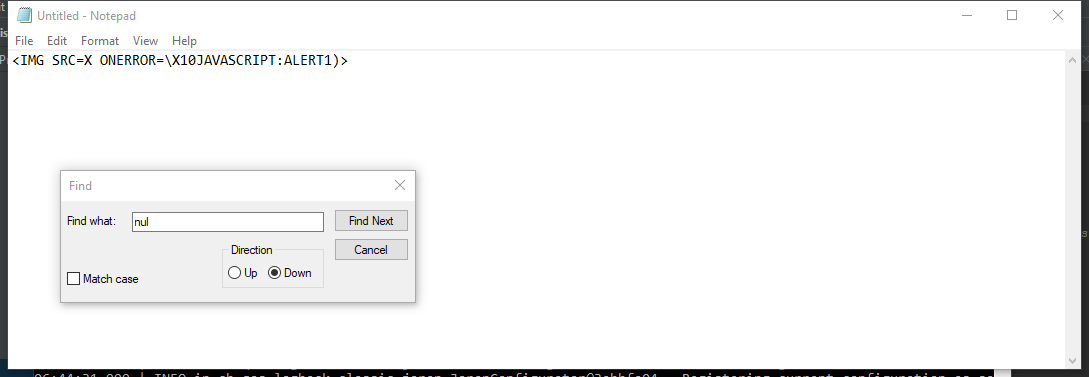 Untitled - Notepad
File Edit Format View Help
<IMG SRC=X ONERROR=\X10JAVASCRIPT:ALERT1)>
Find
Find what: nul Find Next
Direction Cancel
Match case Up Down